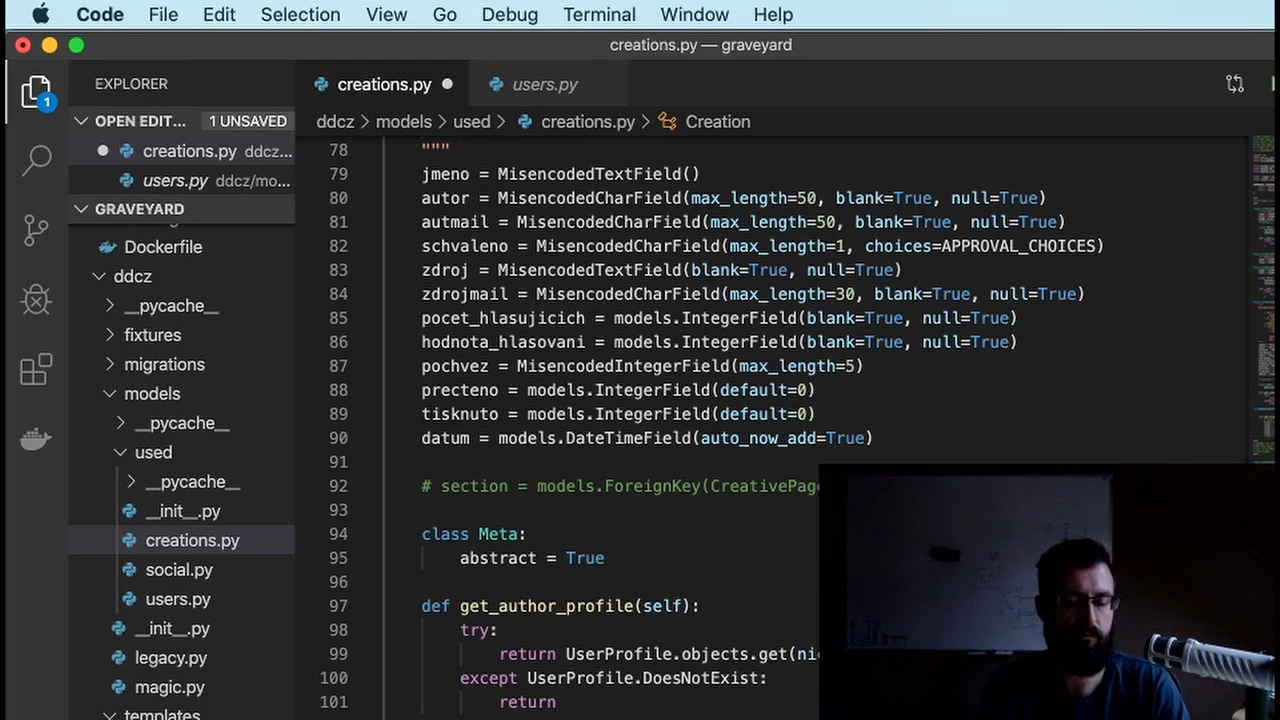 Code File Edit Selection View Go Debug Terminal Window Help
creations.py — graveyard
EXPLORER
OPEN EDIT... 1 UNSAVED
creations.py ddcz...
users.py ddcz/mo...
GRAVEYARD
Dockerfile
ddcz
__pycache__
fixtures
migrations
models
__pycache__
used
__pycache__
__init__.py
creations.py
social.py
users.py
__init__.py
legacy.py
magic.py
templates
1
creations.py users.py
ddcz > models > used > creations.py > Creation
78 """
79 jmeno = MisencodedTextField()
80 autor = MisencodedCharField(max_length=50, blank=True, null=True)
81 autmail = MisencodedCharField(max_length=50, blank=True, null=True)
82 schvaleno = MisencodedCharField(max_length=1, choices=APPROVAL_CHOICES)
83 zdroj = MisencodedTextField(blank=True, null=True)
84 zdrojmail = MisencodedCharField(max_length=30, blank=True, null=True)
85 pocet_hlasujicich = models.IntegerField(blank=True, null=True)
86 hodnota_hlasovani = models.IntegerField(blank=True, null=True)
87 pochvez = MisencodedIntegerField(max_length=5)
88 precteno = models.IntegerField(default=0)
89 tisknuto = models.IntegerField(default=0)
90 datum = models.DateTimeField(auto_now_add=True)
91
92 # section = models.ForeignKey(CreativePage
93
94 class Meta:
95 abstract = True
96
97 def get_author_profile(self):
98 try:
99 return UserProfile.objects.get(ni
100 except UserProfile.DoesNotExist:
101 return